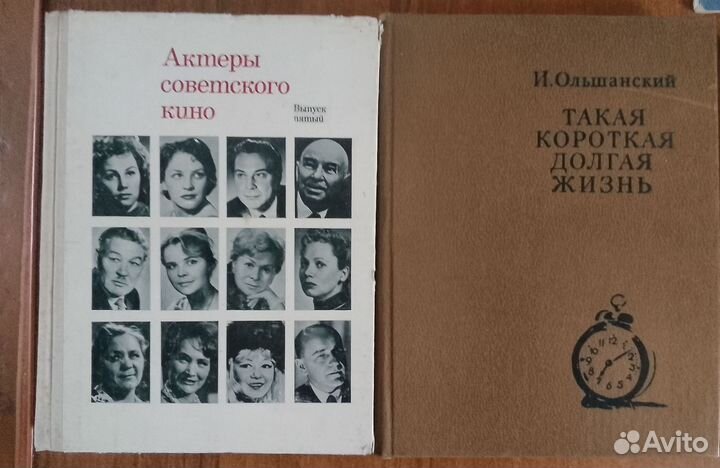 Актеры
советского
кино
Выпуск
пятый
И.Ольшанский
ТАКАЯ
КОРОТКАЯ
ДОЛГАЯ
ЖИЗНЬ
Avito